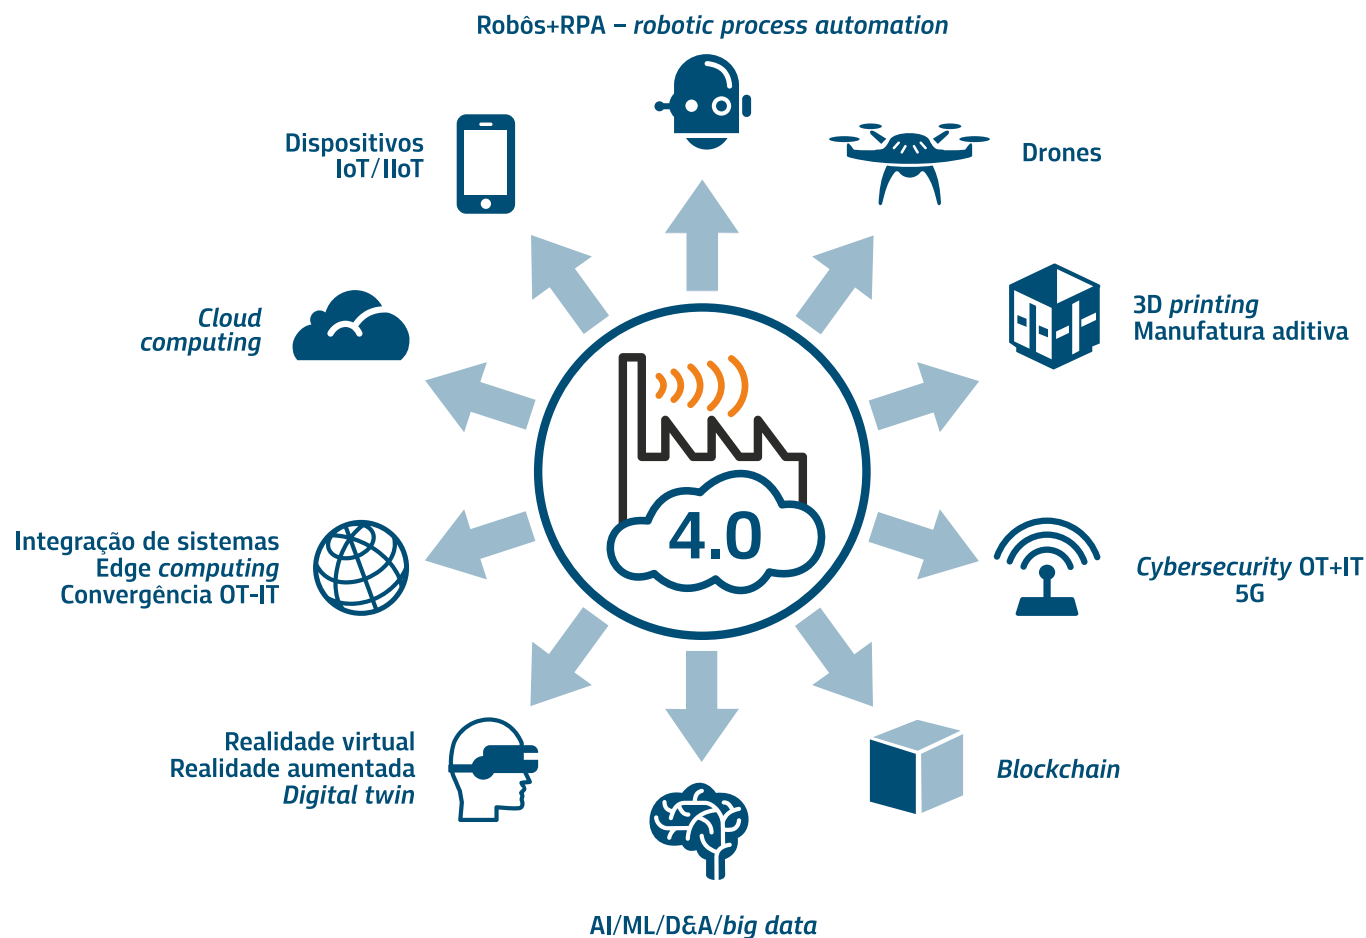 Robôs+RPA – robotic process automation
Dispositivos
IoT/IIoT
Drones
Cloud
computing
3D printing
Manufatura aditiva
4.0
Integração de sistemas
Edge computing
Convergência OT-IT
Cybersecurity OT+IT
5G
Realidade virtual
Realidade aumentada
Digital twin
Blockchain
AI/ML/D&A/big data